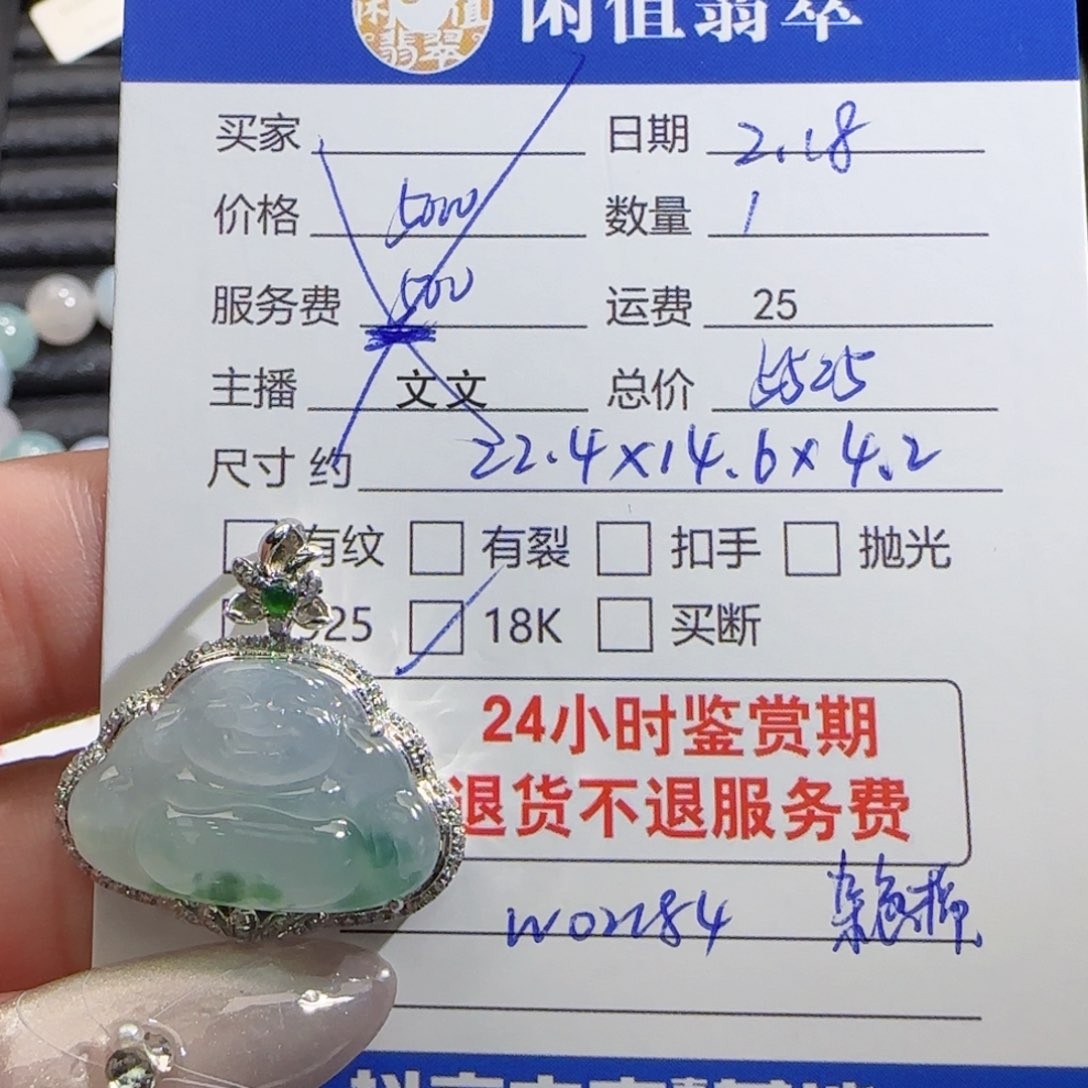 闲值翡翠
买家 日期 2.18
价格 5000 数量 1
服务费 500 运费 25
主播 文文 总价 5525
尺寸 约 22.4×14.6×4.2
有纹 有裂 扣手 抛光
925 18K 买断
24小时鉴赏期
退货不退服务费